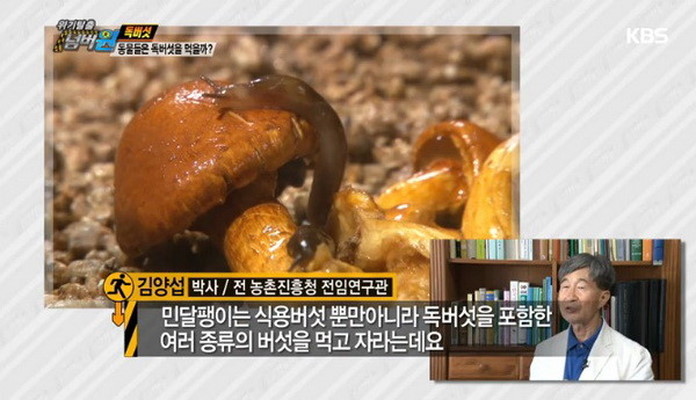 위기탈출
넘버원
독버섯
동물들은 독버섯을 먹을까?
KBS
김양섭 박사 / 전 농촌진흥청 전임연구관
민달팽이는 식용버섯 뿐만아니라 독버섯을 포함한
여러 종류의 버섯을 먹고 자라는데요